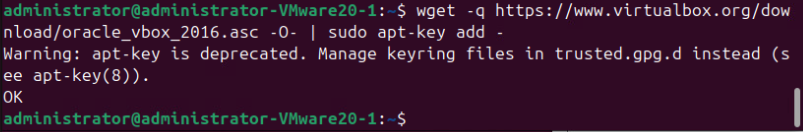 administrator@administrator-VMware20-1:~$ wget -q https://www.virtualbox.org/dow
nload/oracle_vbox_2016.asc -O- | sudo apt-key add -
Warning: apt-key is deprecated. Manage keyring files in trusted.gpg.d instead (s
ee apt-key(8)).
OK
administrator@administrator-VMware20-1:~$